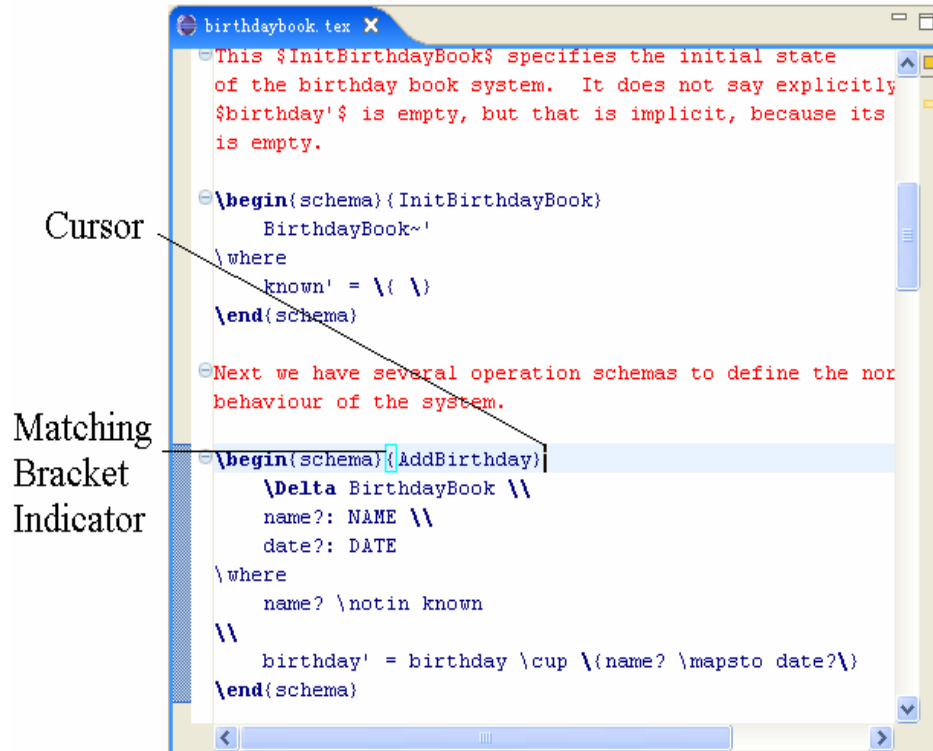 birthdaybook.tex
This $InitBirthdayBook$ specifies the initial state
of the birthday book system.  It does not say explicitly
$birthday'$ is empty, but that is implicit, because its
is empty.
\begin{schema}{InitBirthdayBook}
BirthdayBook~'
\where
known' = \{ \}
\end{schema}
Next we have several operation schemas to define the nor
behaviour of the system.
\begin{schema}{AddBirthday}
\Delta BirthdayBook \\
name?: NAME \\
date?: DATE
\where
name? \notin known
\\
birthday' = birthday \cup \{name? \mapsto date?\}
\end{schema}
Cursor
Matching
Bracket
Indicator